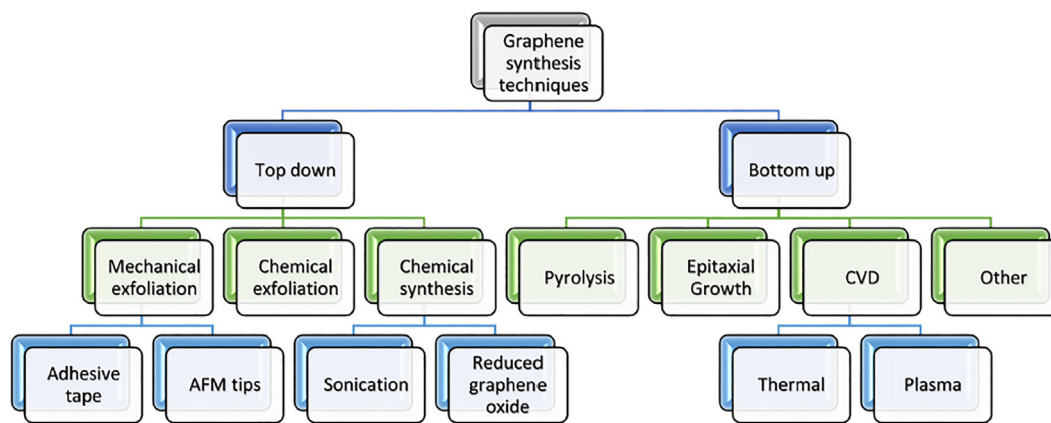 Graphene
synthesis
techniques
Top down
Bottom up
Mechanical
exfoliation
Chemical
exfoliation
Chemical
synthesis
Pyrolysis
Epitaxial
Growth
CVD
Other
Adhesive
tape
AFM tips
Sonication
Reduced
graphene
oxide
Thermal
Plasma